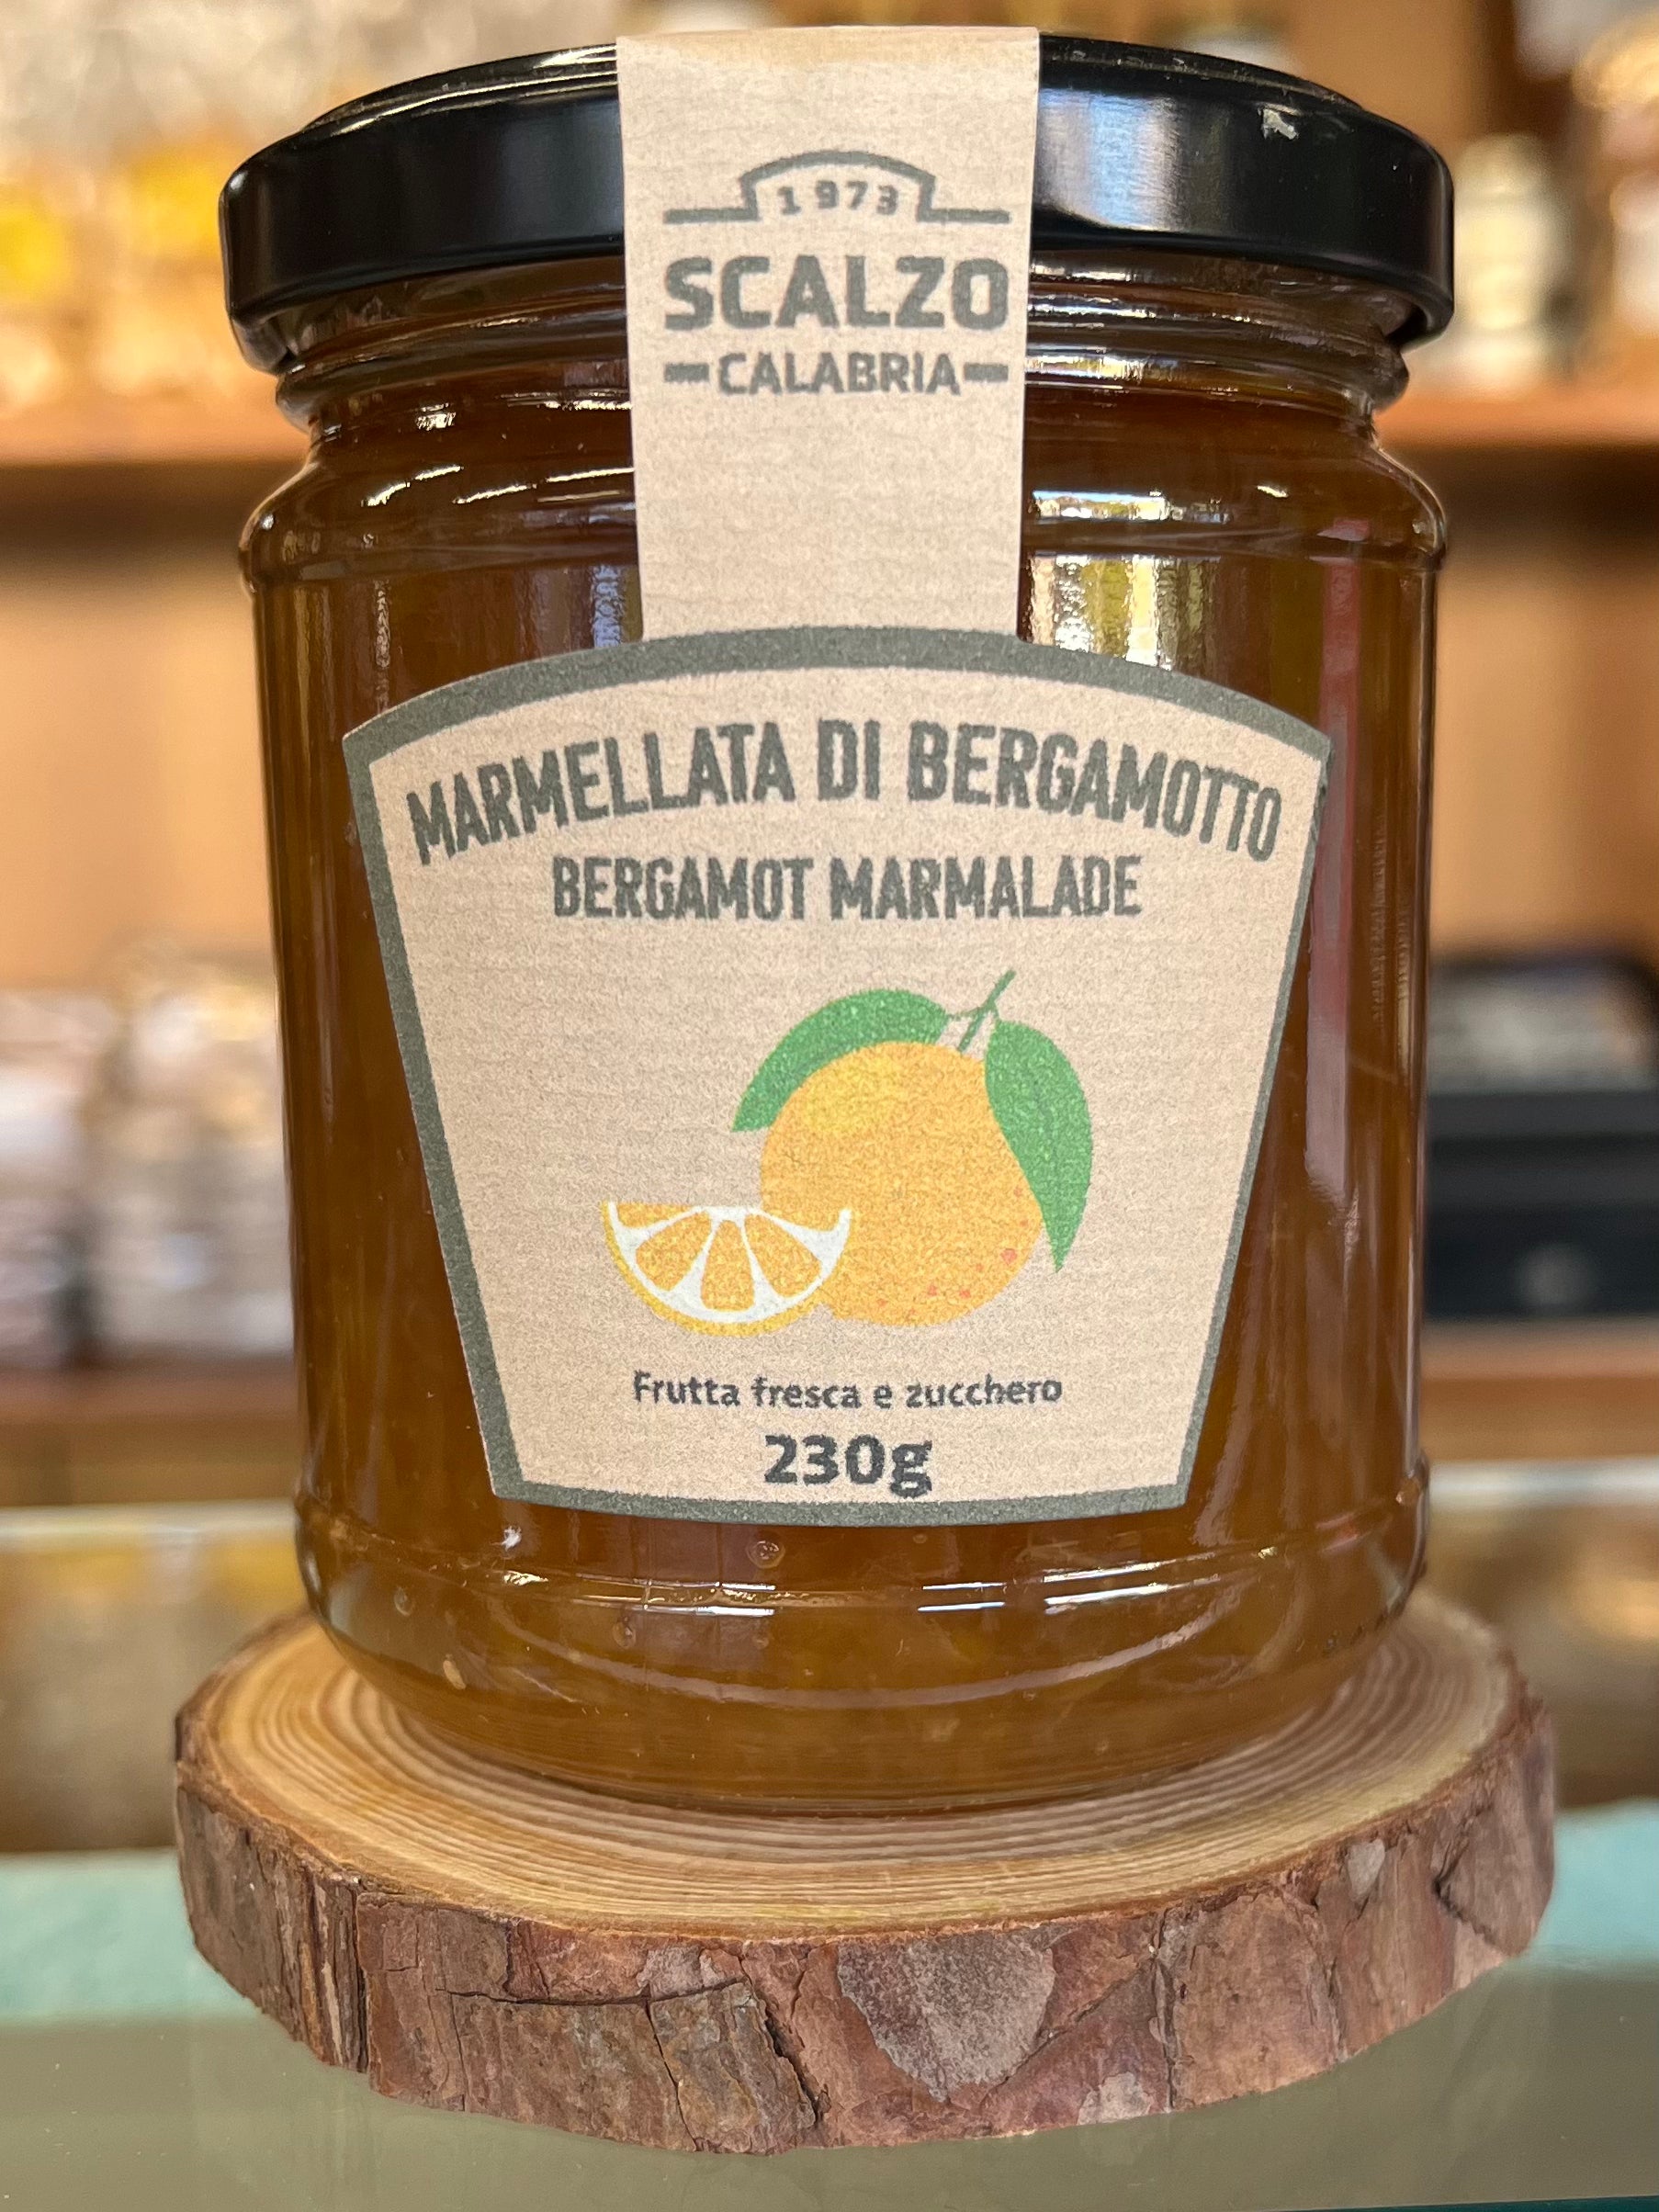 1973
SCALZO
CALABRIA
MARMELLATA DI BERGAMOTTO
BERGAMOT MARMALADE
Frutta fresca e zucchero
230g